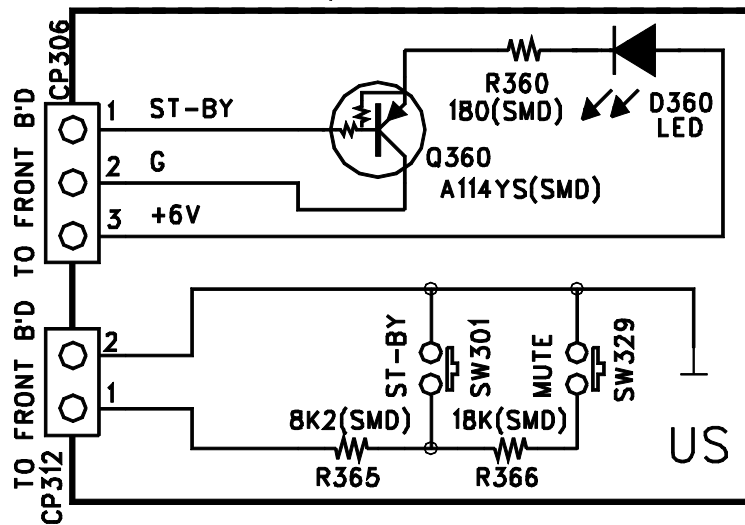 CP306
TO FRONT B'D
1 ST-BY
2 G
3 +6V
R360
180(SMD)
D360
LED
Q360
A114YS(SMD)
TO FRONT B'D
CP312
2
1
ST-BY
SW301
MUTE
SW329
8K2(SMD)
18K(SMD)
R365
R366
US